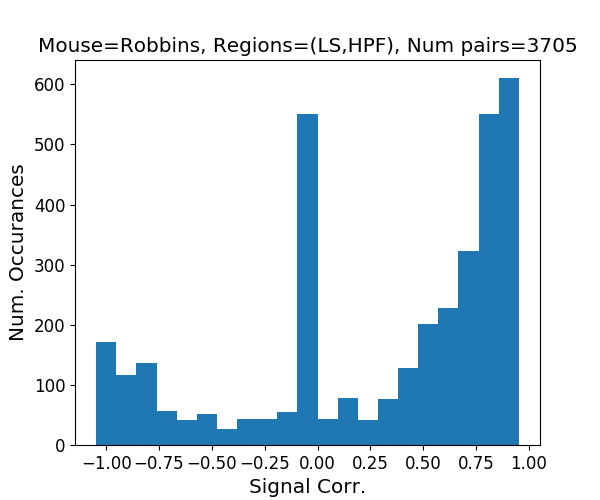 Mouse=Robbins, Regions=(LS,HPF), Num pairs=3705
600
500
400
300
200
100
0
Num. Occurances
−1.00 −0.75 −0.50 −0.25 0.00 0.25 0.50 0.75 1.00
Signal Corr.